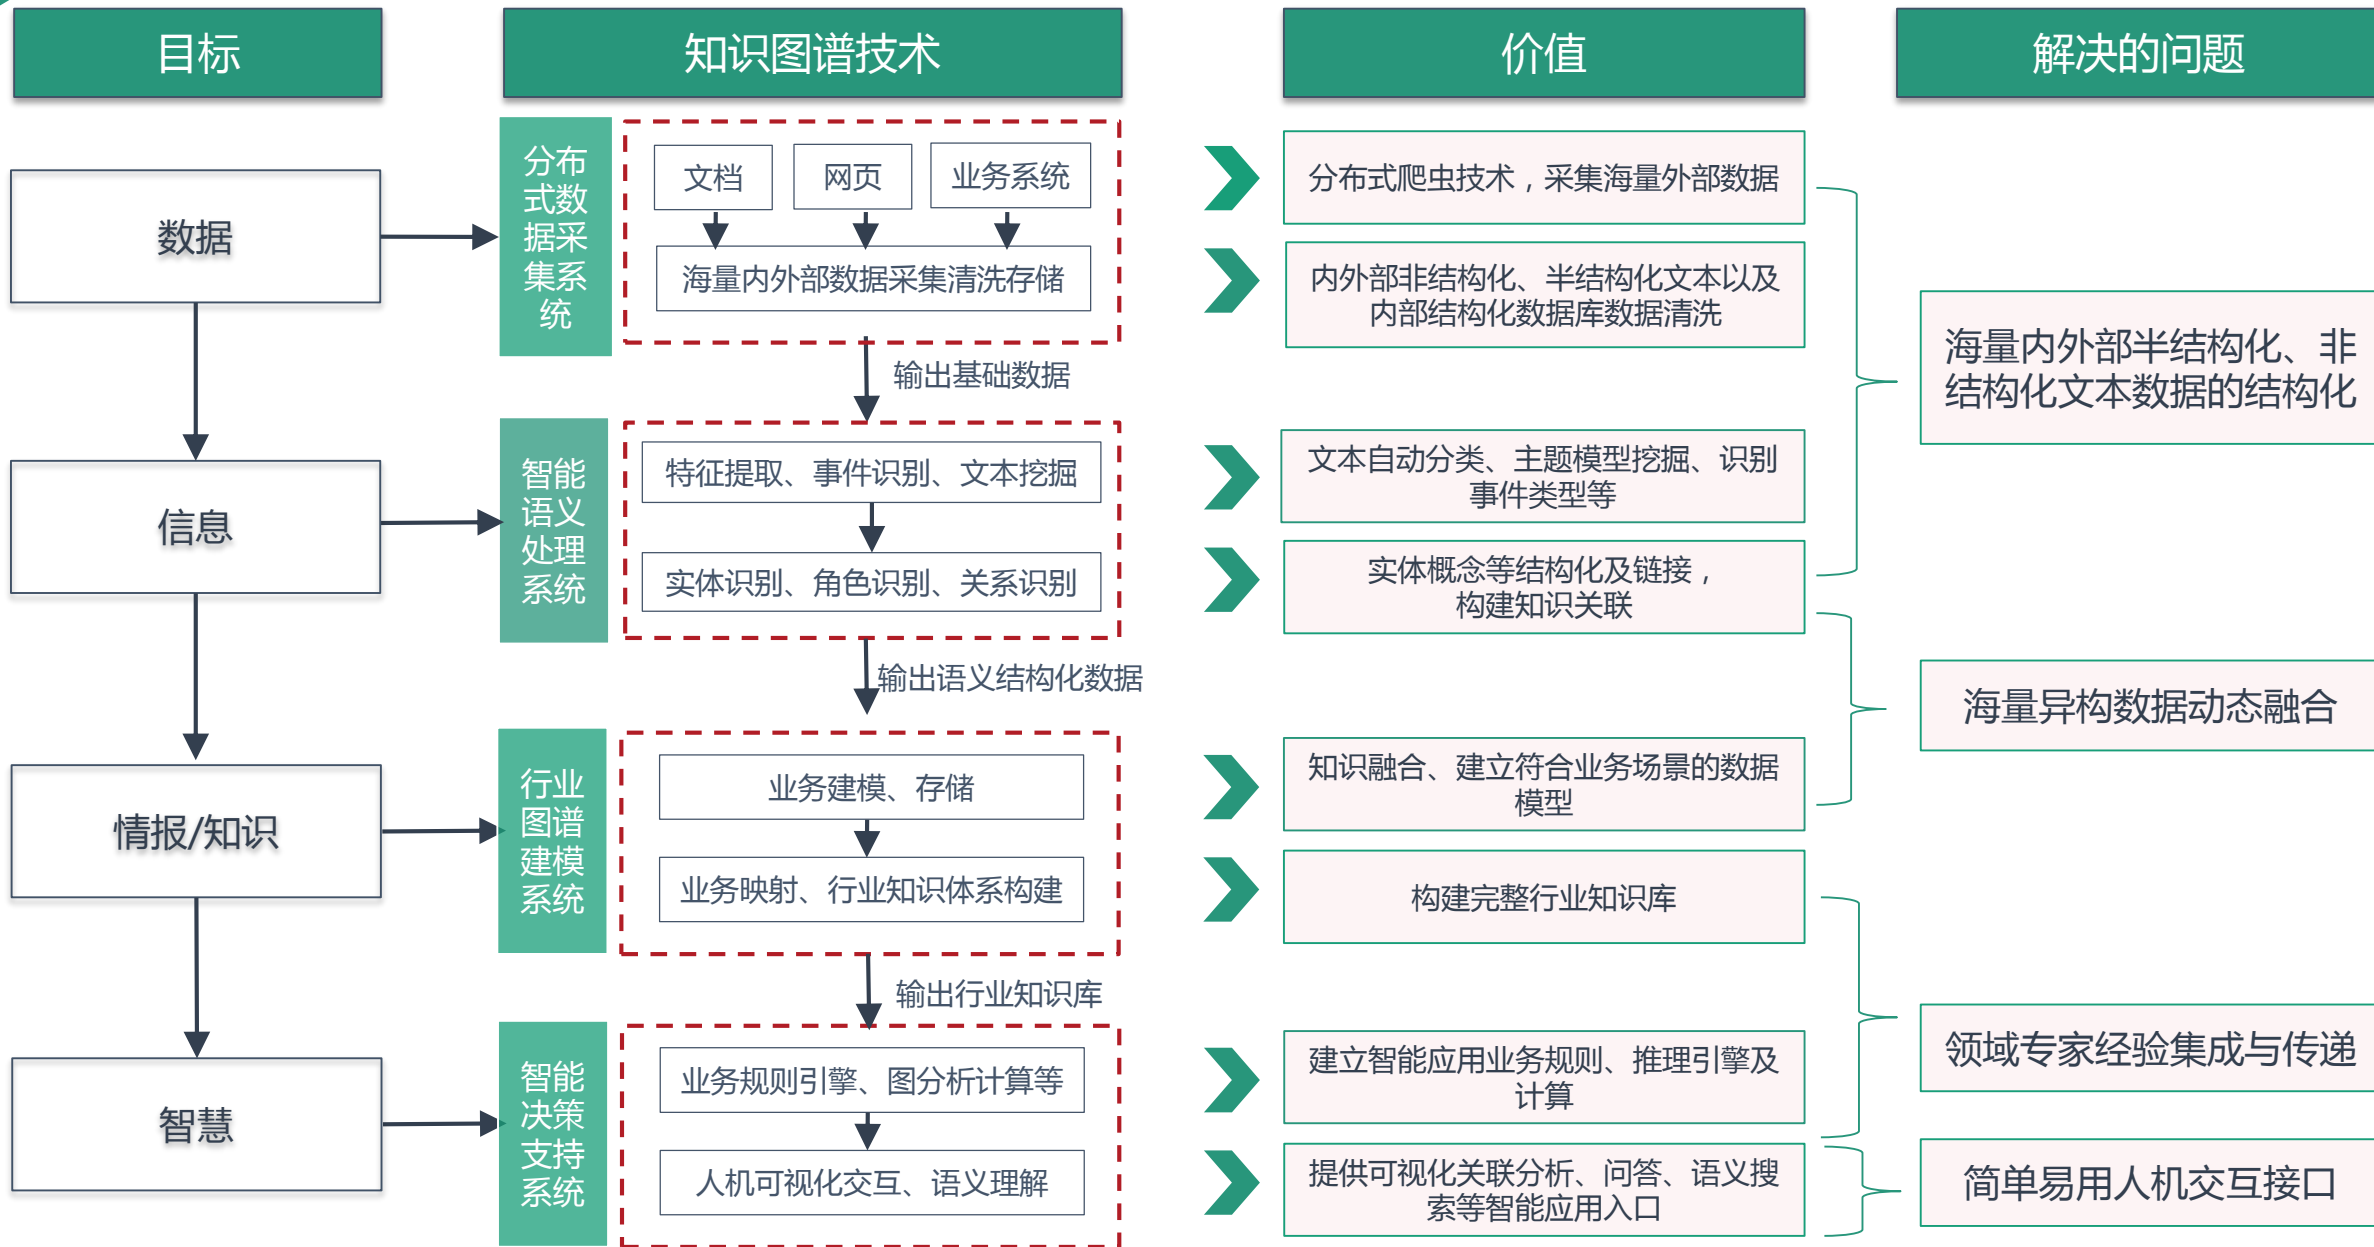 目标
知识图谱技术
价值
解决的问题
数据
分布
式数
据采
集系
统
文档
网页
业务系统
海量内外部数据采集清洗存储
分布式爬虫技术，采集海量外部数据
内外部非结构化、半结构化文本以及
内部结构化数据库数据清洗
海量内外部半结构化、非
结构化文本数据的结构化
输出基础数据
信息
智能
语义
处理
系统
特征提取、事件识别、文本挖掘
实体识别、角色识别、关系识别
文本自动分类、主题模型挖掘、识别
事件类型等
实体概念等结构化及链接，
构建知识关联
输出语义结构化数据
海量异构数据动态融合
情报/知识
行业
图谱
建模
系统
业务建模、存储
业务映射、行业知识体系构建
知识融合、建立符合业务场景的数据
模型
构建完整行业知识库
输出行业知识库
领域专家经验集成与传递
智慧
智能
决策
支持
系统
业务规则引擎、图分析计算等
人机可视化交互、语义理解
建立智能应用业务规则、推理引擎及
计算
提供可视化关联分析、问答、语义搜
索等智能应用入口
简单易用人机交互接口